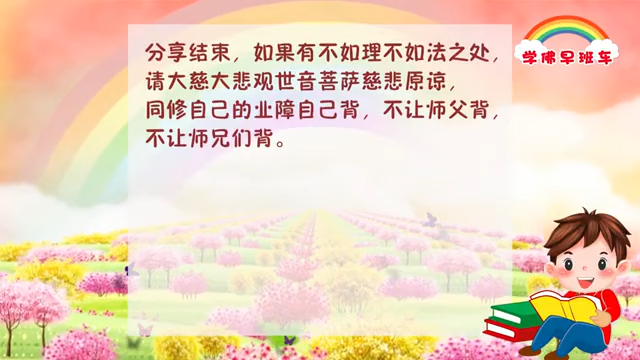 分享结束，如果有不如理不如法之处，
请大慈大悲观世音菩萨慈悲原谅，
同修自己的业障自己背，不让师父背，
不让师兄们背。
学佛早班车